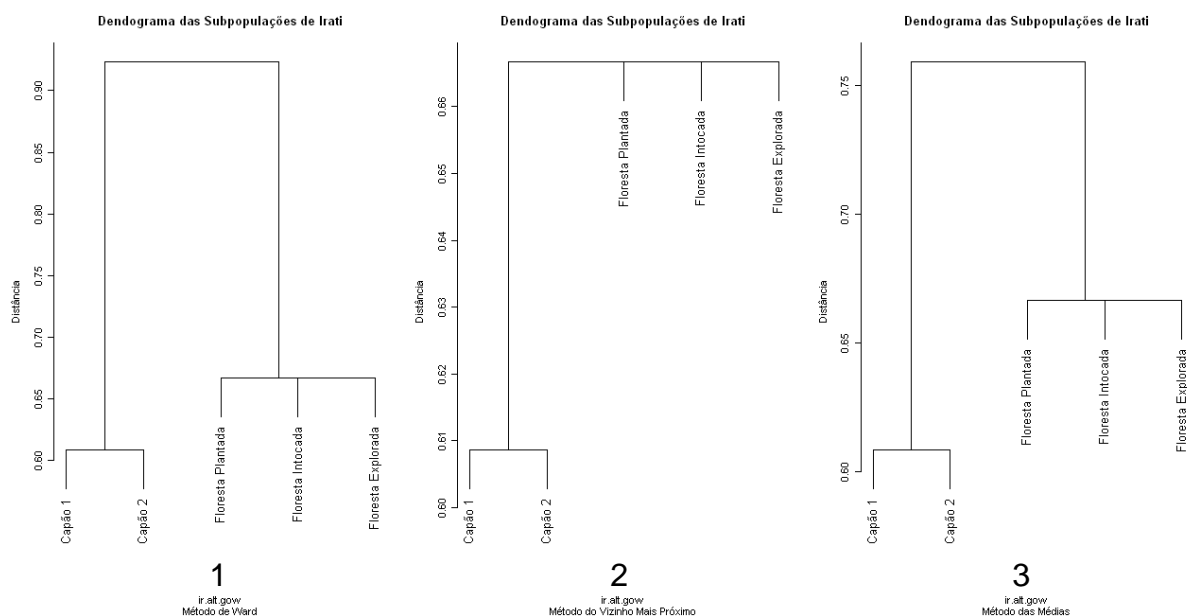 Dendograma das Subpopulações de Irati
Distância
0.90
0.85
0.80
0.75
0.70
0.65
0.60
Capão 1
Capão 2
Floresta Plantada
Floresta Intocada
Floresta Explorada
1
ir.alt.gow
Método de Ward
Dendograma das Subpopulações de Irati
Distância
0.66
0.65
0.64
0.63
0.62
0.61
0.60
Capão 1
Capão 2
Floresta Plantada
Floresta Intocada
Floresta Explorada
2
ir.alt.gow
Método do Vizinho Mais Próximo
Dendograma das Subpopulações de Irati
Distância
0.75
0.70
0.65
0.60
Capão 1
Capão 2
Floresta Plantada
Floresta Intocada
Floresta Explorada
3
ir.alt.gow
Método das Médias